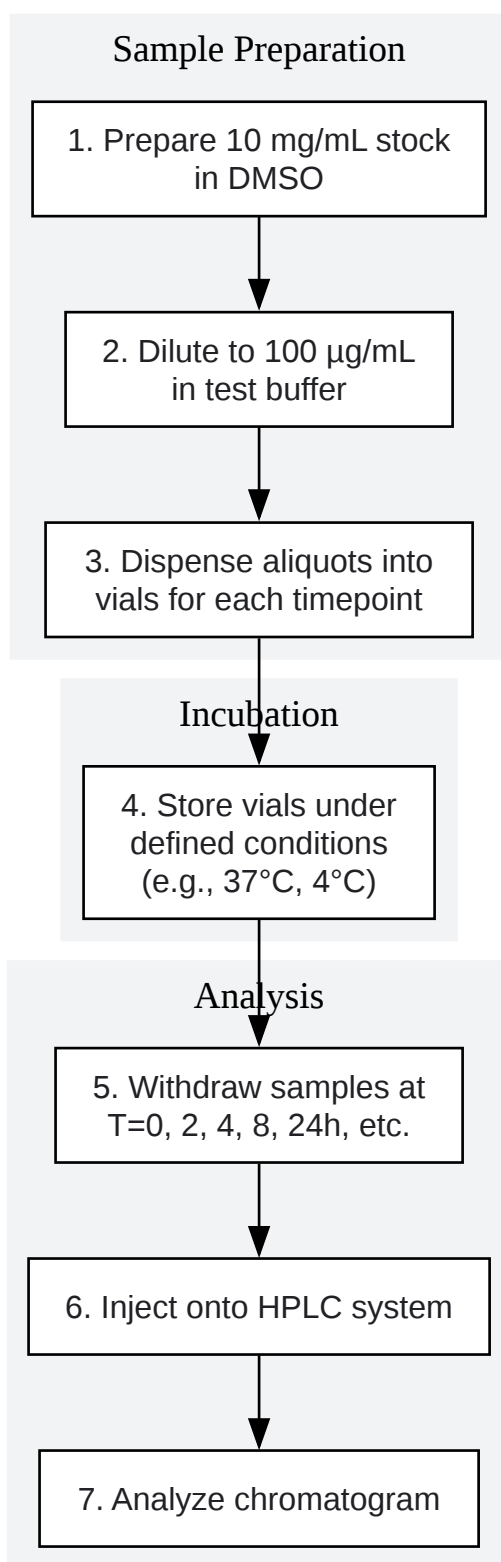 Sample Preparation
1. Prepare 10 mg/mL stock
in DMSO
2. Dilute to 100 µg/mL
in test buffer
3. Dispense aliquots into
vials for each timepoint
Incubation
4. Store vials under
defined conditions
(e.g., 37°C, 4°C)
Analysis
5. Withdraw samples at
T=0, 2, 4, 8, 24h, etc.
6. Inject onto HPLC system
7. Analyze chromatogram